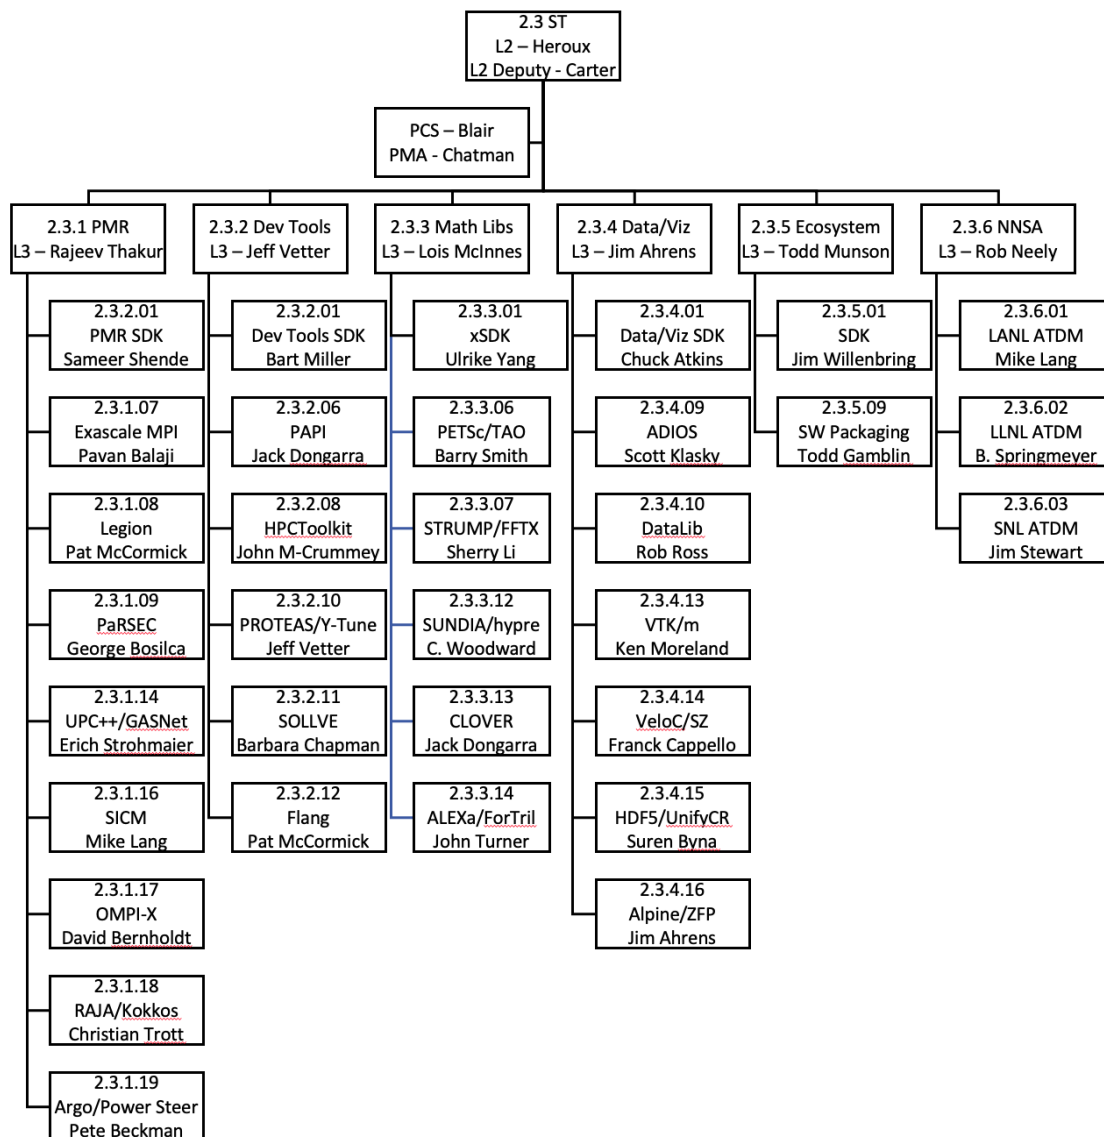 2.3 ST
L2 – Heroux
L2 Deputy - Carter
PCS – Blair
PMA - Chatman
2.3.1 PMR
L3 – Rajeev Thakur
2.3.2 Dev Tools
L3 – Jeff Vetter
2.3.3 Math Libs
L3 – Lois McInnes
2.3.4 Data/Viz
L3 – Jim Ahrens
2.3.5 Ecosystem
L3 – Todd Munson
2.3.6 NNSA
L3 – Rob Neely
2.3.2.01
PMR SDK
Sameer Shende
2.3.1.07
Exascale MPI
Pavan Balaji
2.3.1.08
Legion
Pat McCormick
2.3.1.09
PaRSEC
George Bosilca
2.3.1.14
UPC++/GASNet
Erich Strohmaier
2.3.1.16
SICM
Mike Lang
2.3.1.17
OMPI-X
David Bernholdt
2.3.1.18
RAJA/Kokkos
Christian Trott
2.3.1.19
Argo/Power Steer
Pete Beckman
2.3.2.01
Dev Tools SDK
Bart Miller
2.3.2.06
PAPI
Jack Dongarra
2.3.2.08
HPCToolkit
John M-Crummey
2.3.2.10
PROTEAS/Y-Tune
Jeff Vetter
2.3.2.11
SOLLVE
Barbara Chapman
2.3.2.12
Flang
Pat McCormick
2.3.3.01
xSDK
Ulrike Yang
2.3.3.06
PETSc/TAO
Barry Smith
2.3.3.07
STRUMP/FFTX
Sherry Li
2.3.3.12
SUNDIA/hypre
C. Woodward
2.3.3.13
CLOVER
Jack Dongarra
2.3.3.14
ALEXa/ForTril
John Turner
2.3.4.01
Data/Viz SDK
Chuck Atkins
2.3.4.09
ADIOS
Scott Klasky
2.3.4.10
DataLib
Rob Ross
2.3.4.13
VTK/m
Ken Moreland
2.3.4.14
VeloC/SZ
Franck Cappello
2.3.4.15
HDF5/UnifyCR
Suren Byna
2.3.4.16
Alpine/ZFP
Jim Ahrens
2.3.5.01
SDK
Jim Willenbring
2.3.5.09
SW Packaging
Todd Gamblin
2.3.6.01
LANL ATDM
Mike Lang
2.3.6.02
LLNL ATDM
B. Springmeyer
2.3.6.03
SNL ATDM
Jim Stewart